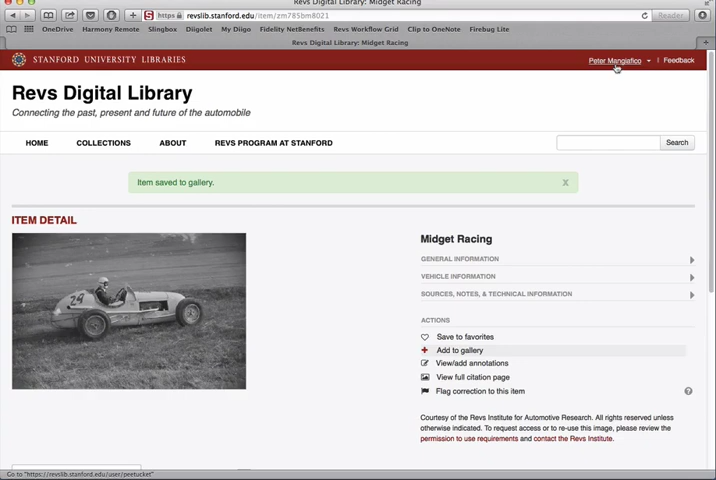 Revs Digital Library: Midget Racing
https revslib.stanford.edu/item/zm785bm8021
Reader
OneDrive Harmony Remote Slingbox Diigolet My Diigo Fidelity NetBenefits Revs Workflow Grid Clip to OneNote Firebug Lite
Revs Digital Library: Midget Racing
STANFORD UNIVERSITY LIBRARIES
Peter Mangiafico | Feedback
Revs Digital Library
Connecting the past, present and future of the automobile
HOME COLLECTIONS ABOUT REVS PROGRAM AT STANFORD
Search
Item saved to gallery. X
ITEM DETAIL
24
Midget Racing
GENERAL INFORMATION
VEHICLE INFORMATION
SOURCES, NOTES, & TECHNICAL INFORMATION
ACTIONS
Save to favorites
Add to gallery
View/add annotations
View full citation page
Flag correction to this item
Courtesy of the Revs Institute for Automotive Research. All rights reserved unless
otherwise indicated. To request access or to re-use this image, please review the
permission to use requirements and contact the Revs Institute.
Go to "https://revslib.stanford.edu/user/peetucket"